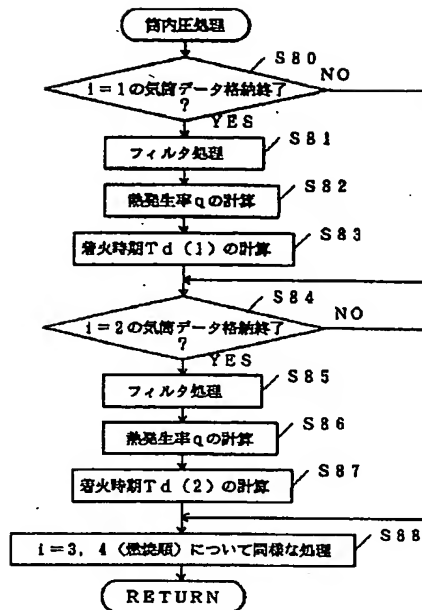 筒内圧処理
S80
i=1の気筒データ格納終了
?
NO
YES
S81
フィルタ処理
S82
熱発生率qの計算
S83
着火時期Td(1)の計算
S84
i=2の気筒データ格納終了
?
NO
YES
S85
フィルタ処理
S86
熱発生率qの計算
S87
着火時期Td(2)の計算
S88
i=3,4(燃焼順)について同様な処理
RETURN